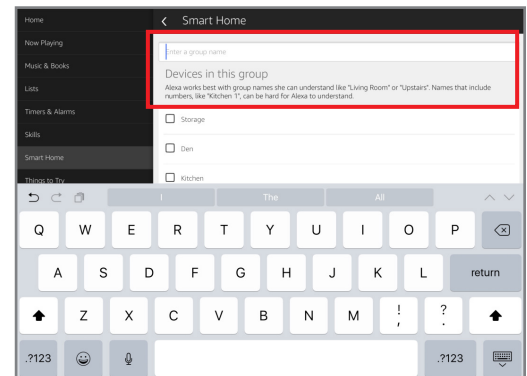 Home
Now Playing
Music & Books
Lists
Timers & Alarms
Skills
Smart Home
Things to Try
Smart Home
Enter a group name
Devices in this group
Alexa works best with group names she can understand like "Living Room" or "Upstairs". Names that include
numbers, like "Kitchen 1", can be hard for Alexa to understand.
Storage
Den
Kitchen
I The All
Q W E R T Y U I O P
A S D F G H J K L return
Z X C V B N M ! , ? .
.?123 .?123